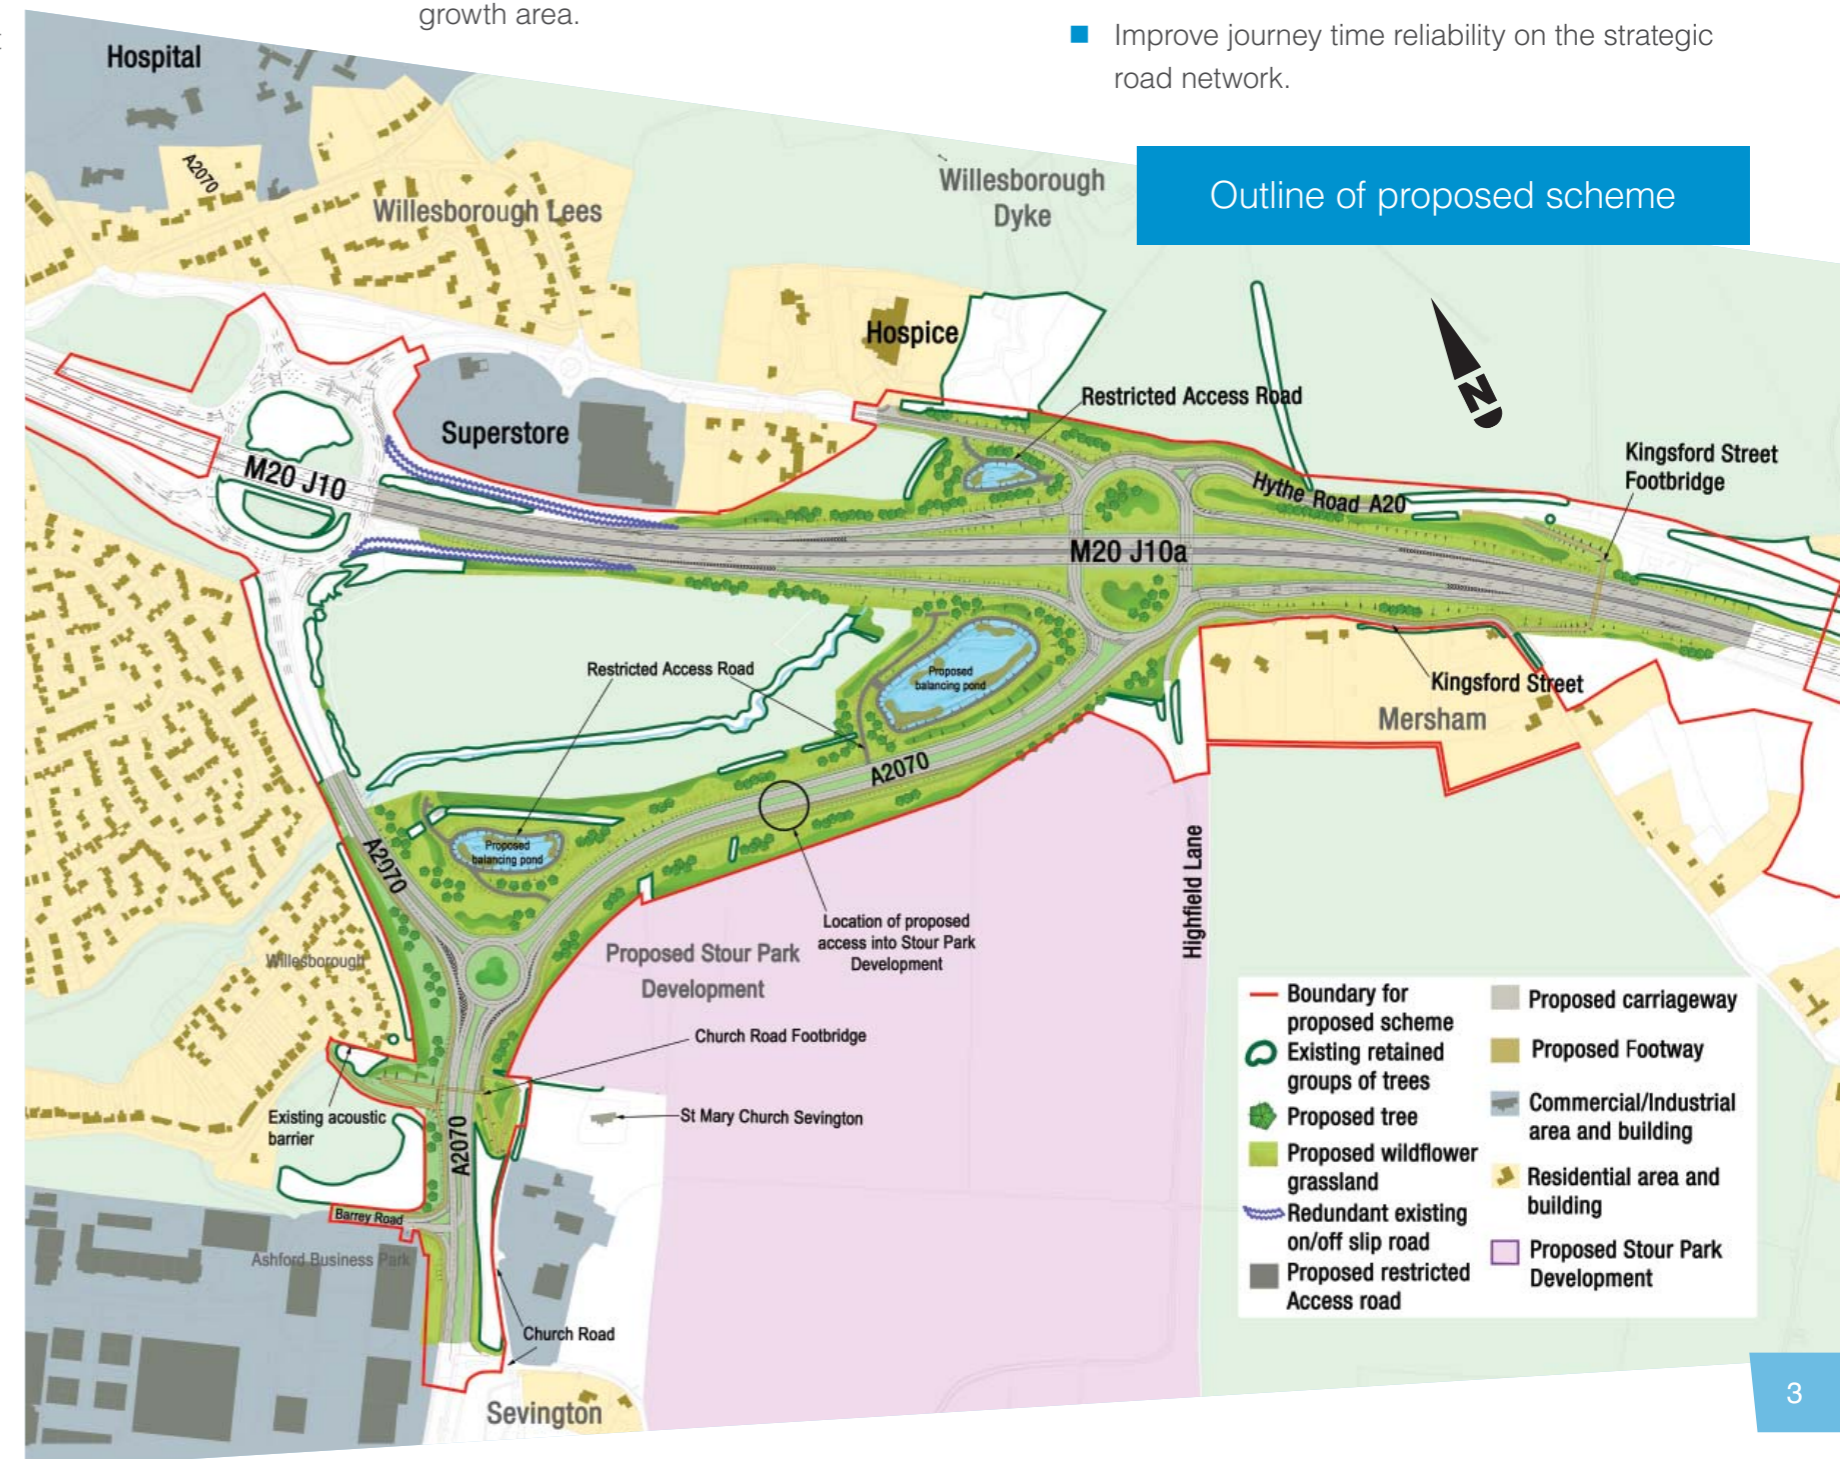 growth area.
Improve journey time reliability on the strategic
road network.
Outline of proposed scheme
Hospital
A2070
Willesborough Lees
Willesborough
Dyke
Hospice
Restricted Access Road
N
Superstore
M20 J10
Hythe Road A20
Kingsford Street
Footbridge
M20 J10a
Restricted Access Road
Proposed
balancing pond
Kingsford Street
Mersham
A2070
A2070
Proposed
balancing pond
Highfield Lane
Location of proposed
access into Stour Park
Development
Proposed Stour Park
Development
Willesborough
Church Road Footbridge
Existing acoustic
barrier
St Mary Church Sevington
A2070
Barrey Road
Ashford Business Park
Church Road
Sevington
Boundary for
proposed scheme
Existing retained
groups of trees
Proposed tree
Proposed wildflower
grassland
Redundant existing
on/off slip road
Proposed restricted
Access road
Proposed carriageway
Proposed Footway
Commercial/Industrial
area and building
Residential area and
building
Proposed Stour Park
Development
3